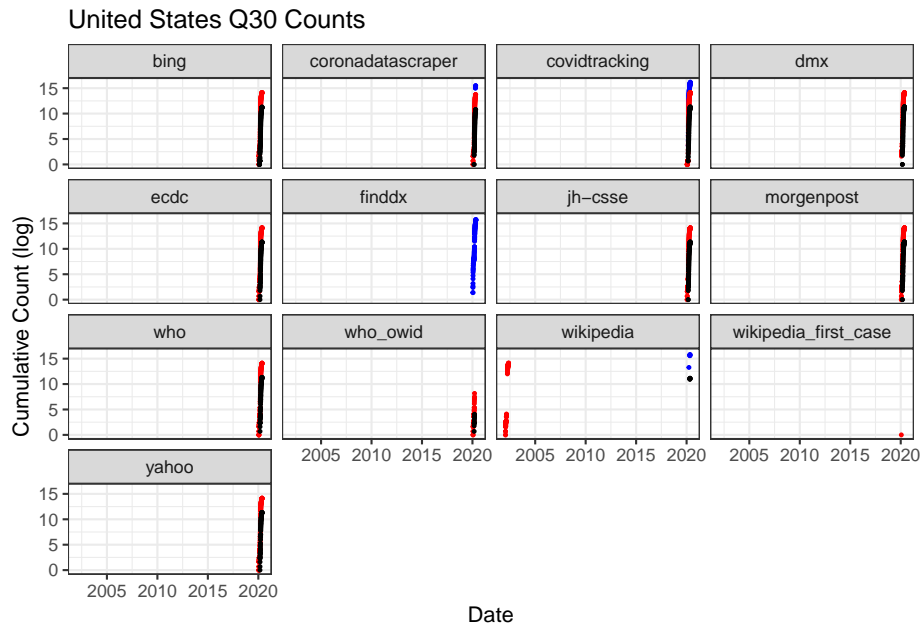 United States Q30 Counts
bing coronadatascraper covidtracking dmx
15
10
5
0
ecdc finddx jh−csse morgenpost
15
10
5
0
who who_owid wikipedia wikipedia_first_case
15
10
5
0
2005 2010 2015 2020 2005 2010 2015 2020 2005 2010 2015 2020
yahoo
15
10
5
0
2005 2010 2015 2020
Cumulative Count (log)
Date